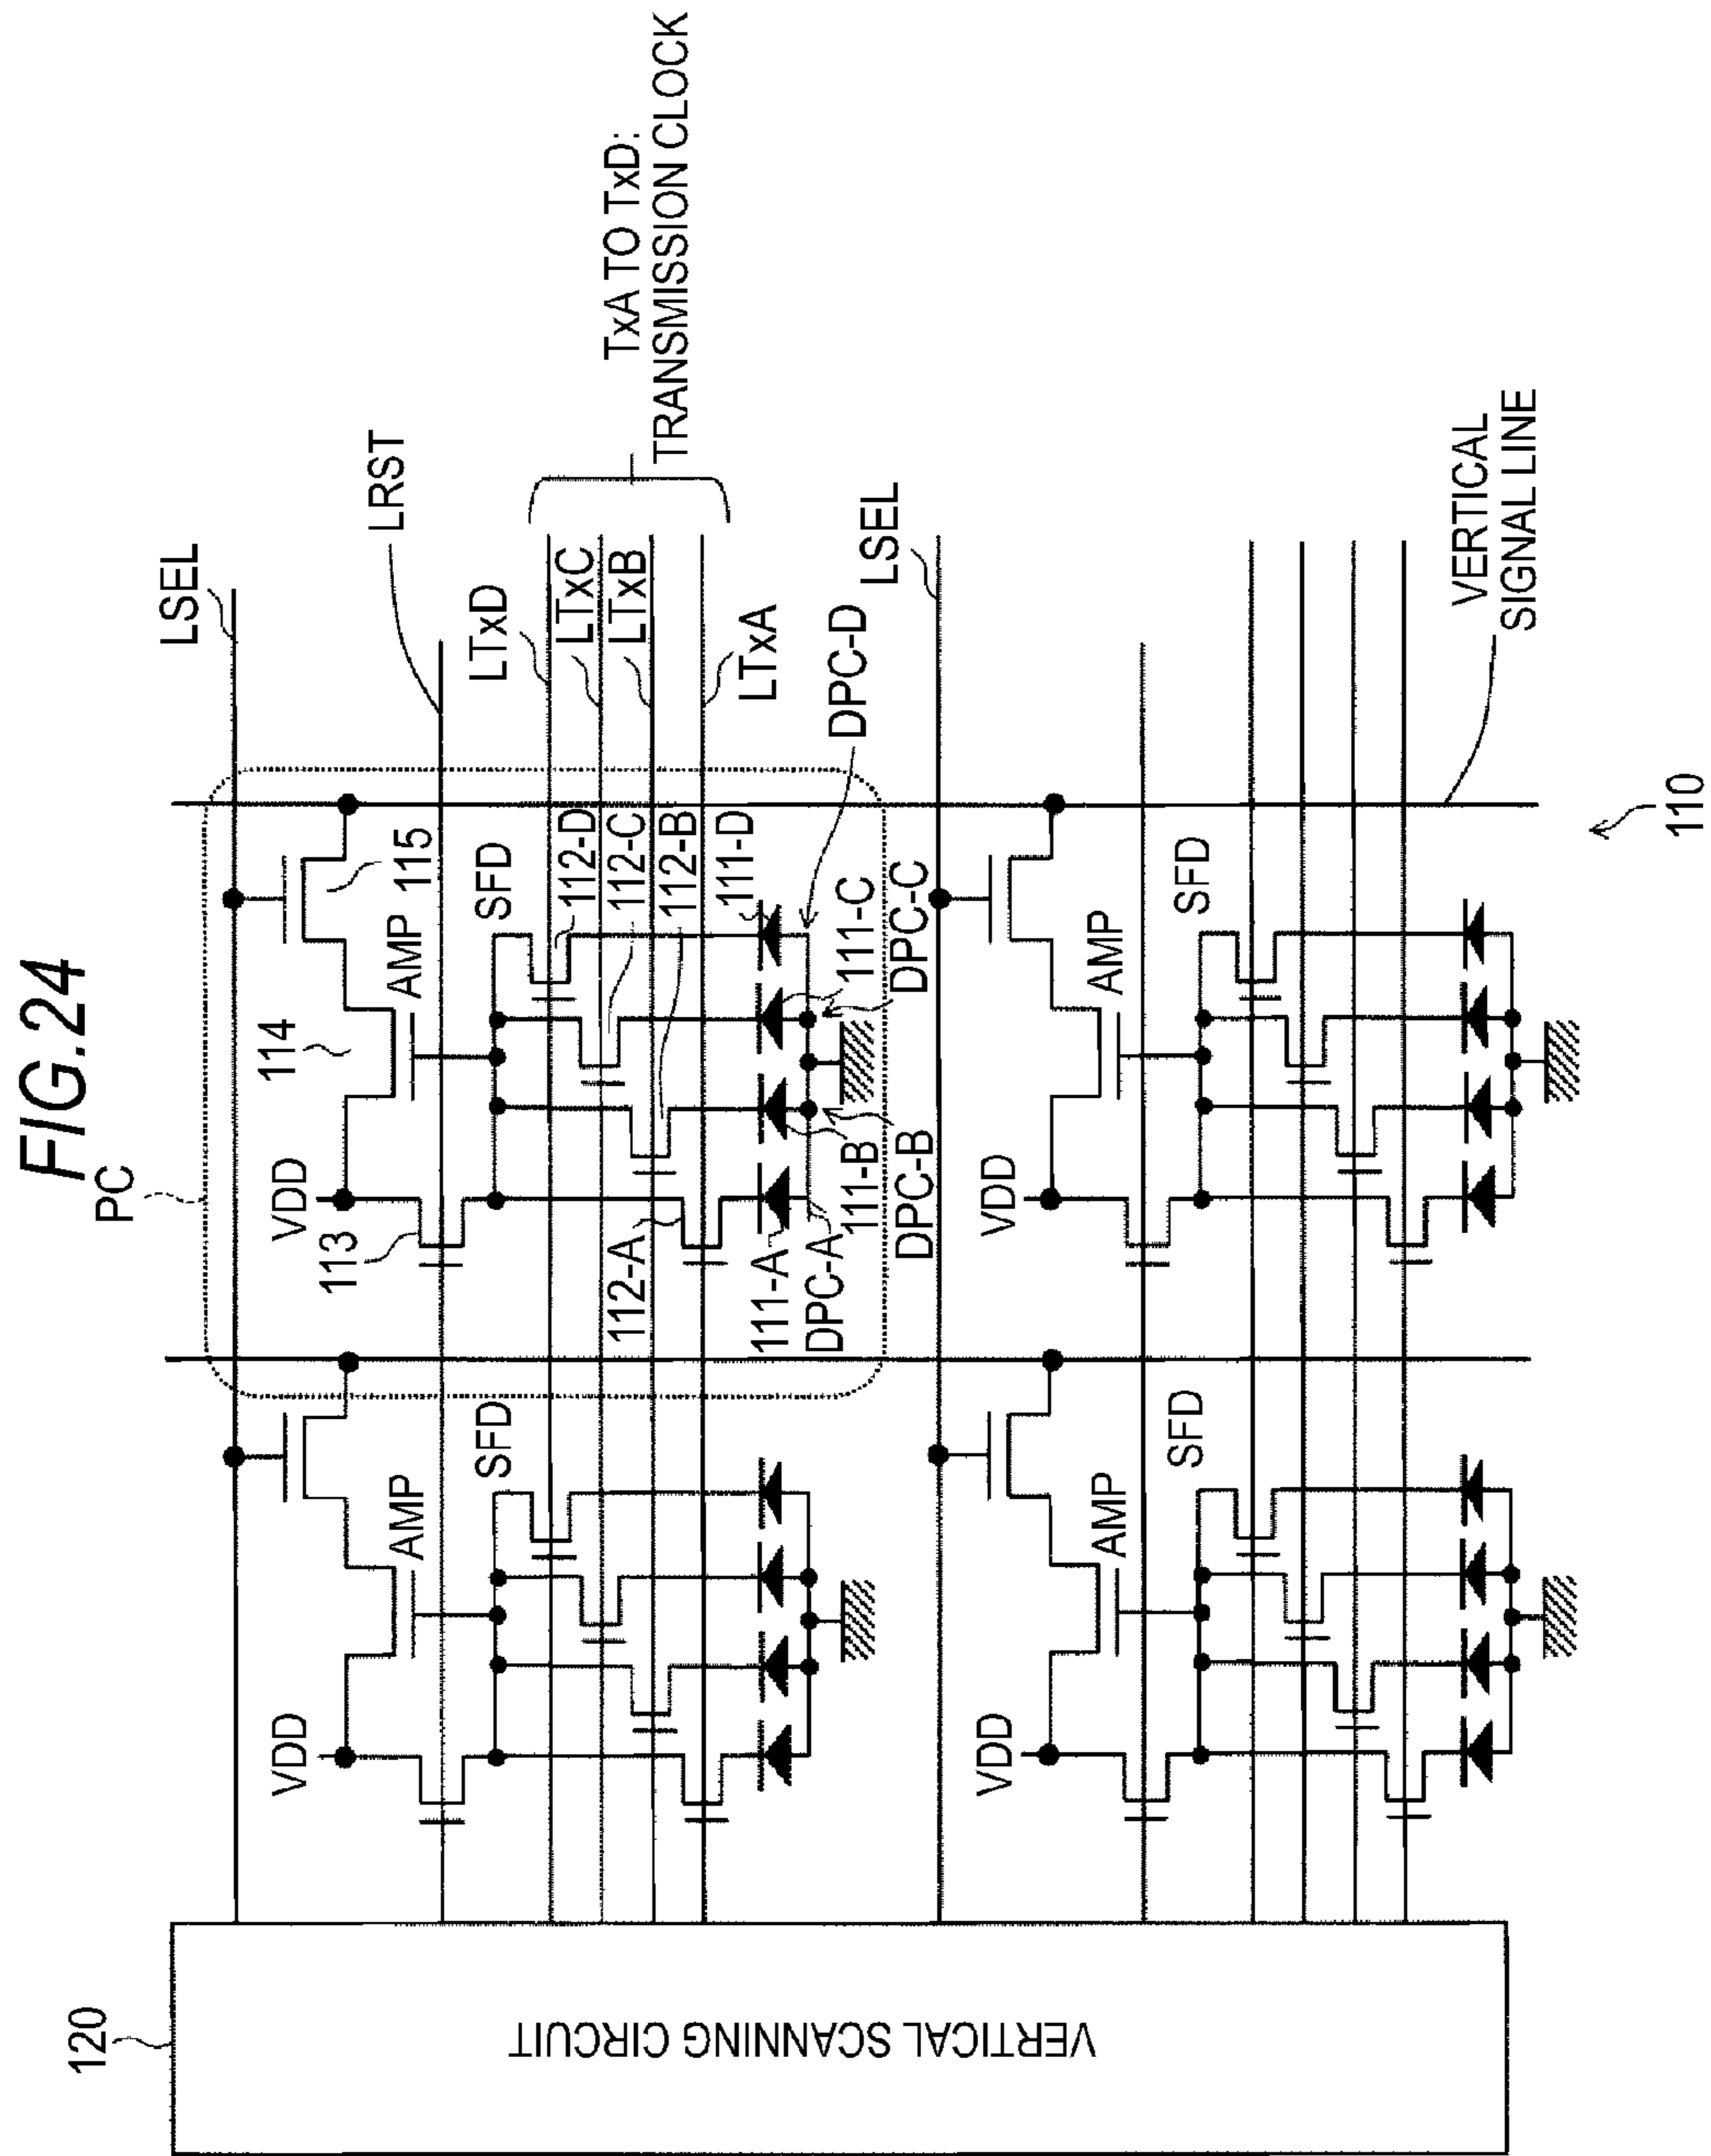 FIG.24
120
VERTICAL SCANNING CIRCUIT
PC
LSEL
VDD
114
115
AMP
113
LRST
SFD
112-D
LTxD
112-C
LTxC
112-B
LTxB
112-A
LTxA
TxA TO TxD:
TRANSMISSION CLOCK
111-A
111-D
DPC-A
DPC-D
111-B
111-C
DPC-B
DPC-C
VDD
AMP
SFD
LSEL
VDD
AMP
SFD
VDD
AMP
SFD
VERTICAL
SIGNAL LINE
110